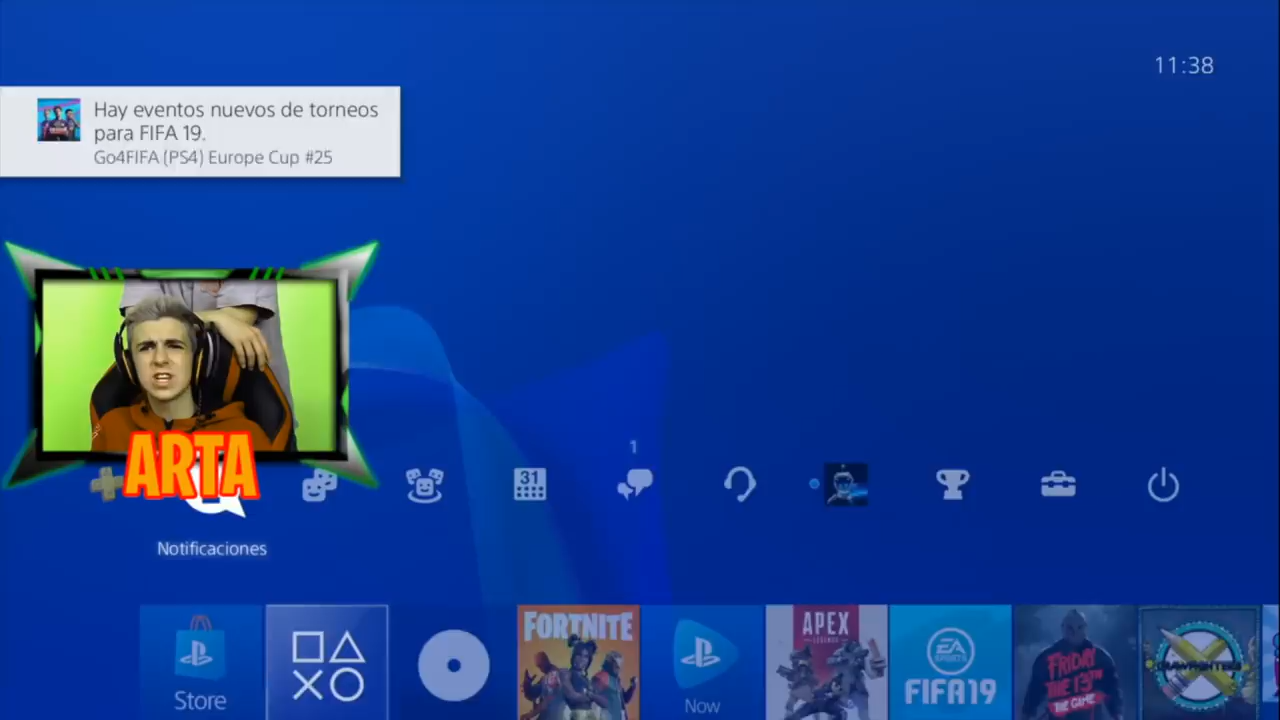 11:38
Hay eventos nuevos de torneos
para FIFA 19.
Go4FIFA (PS4) Europe Cup #25
ARTA
31
1
Notificaciones
Store
FORTNITE
Now
APEX
LEGENDS
EA
SPORTS
FIFA19
FRIDAY
THE 13TH
THE GAME
BRAWLHALLA